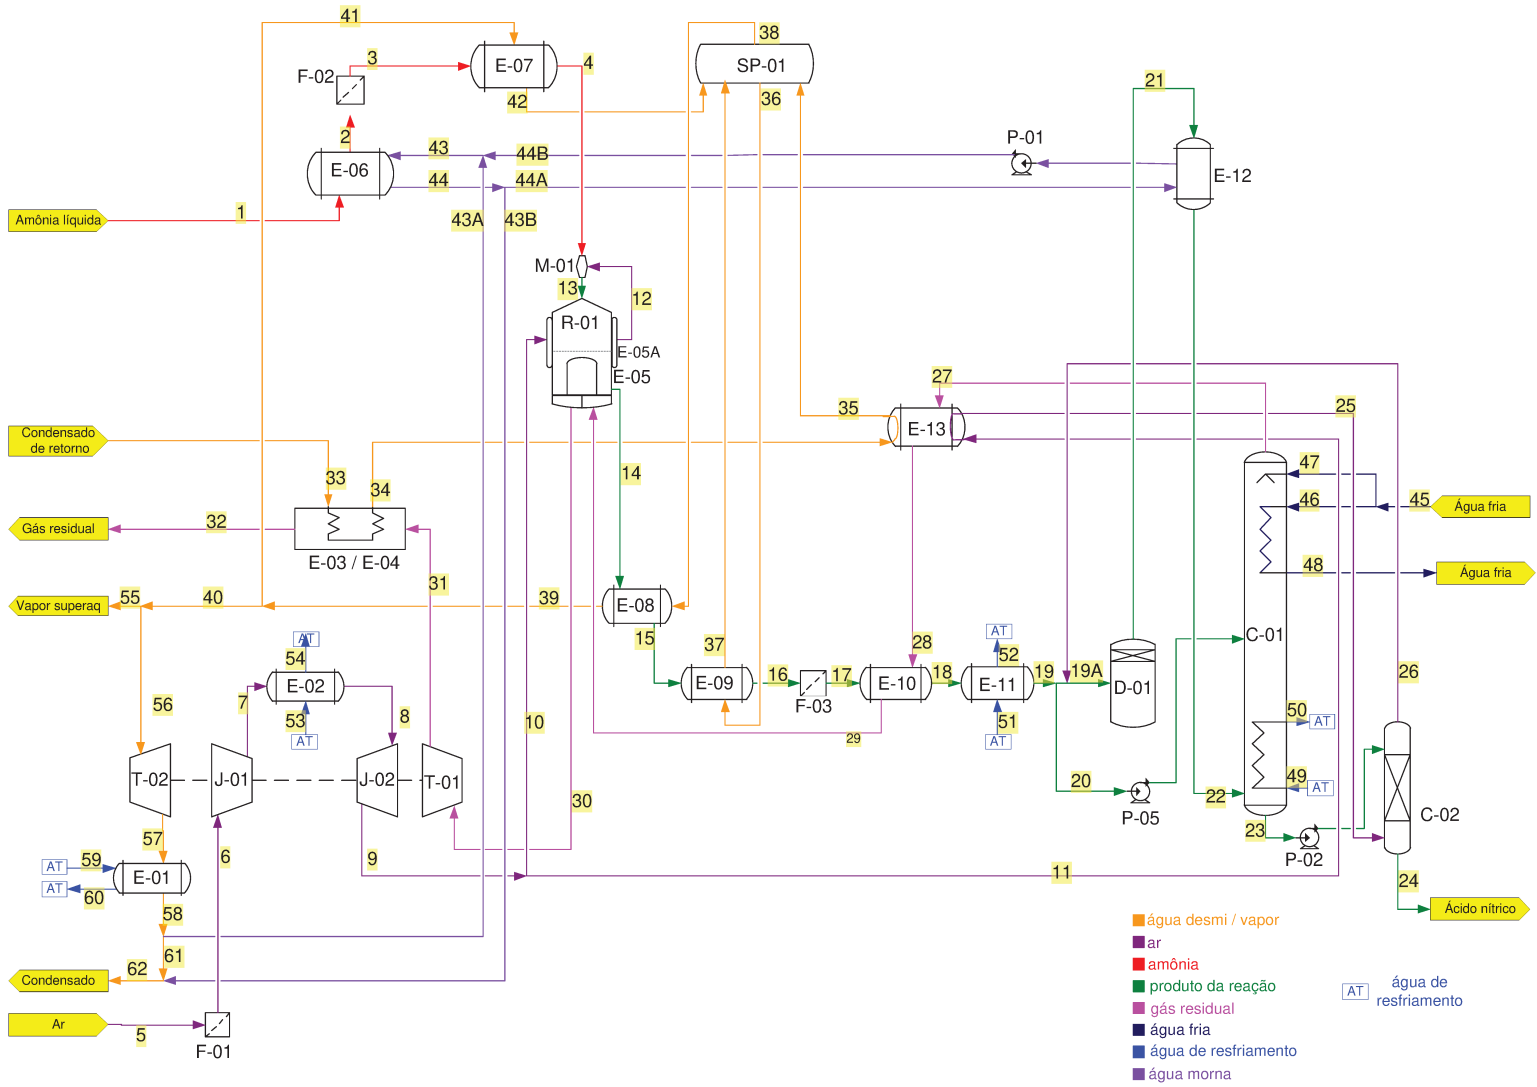 41
38
3
4
F-02
E-07
SP-01
42
36
21
2
P-01
43
44B
E-06
44
44A
E-12
Amônia líquida
1
43A
43B
M-01
13
12
R-01
E-05A
E-05
27
35
25
E-13
Condensado
de retorno
33
34
14
47
46
45
Água fria
Gás residual
32
E-03 / E-04
48
Água fria
31
Vapor superaq
55
40
39
E-08
15
C-01
AT
54
37
28
AT
52
E-02
7
8
53
AT
56
E-09
16
17
F-03
E-10
18
E-11
19
19A
D-01
26
10
29
51
AT
50
AT
T-02
J-01
J-02
T-01
20
P-05
49
AT
22
30
23
P-02
C-02
57
6
9
11
AT
59
E-01
AT
60
24
58
Ácido nítrico
61
62
Condensado
Ar
5
F-01
água desmi / vapor
ar
amônia
produto da reação
gás residual
água fria
água de resfriamento
água morna
AT
água de
resfriamento